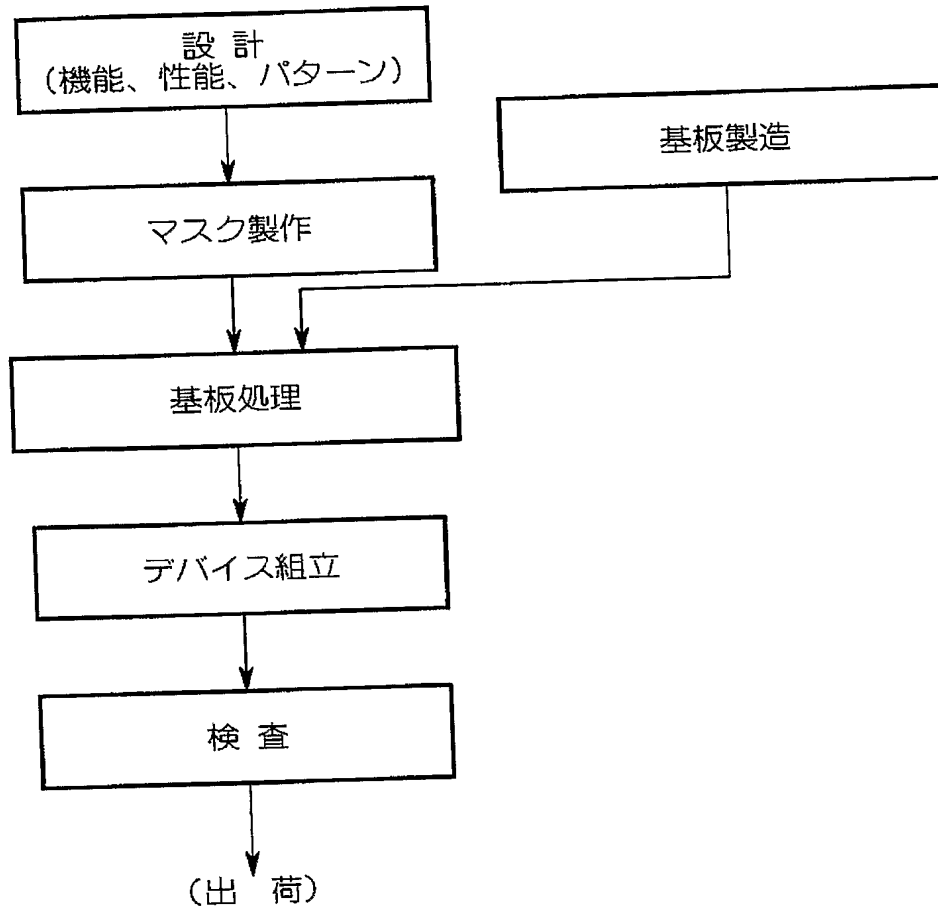 設 計
（機能、性能、パターン）
基板製造
マスク製作
基板処理
デバイス組立
検 査
（出 荷）